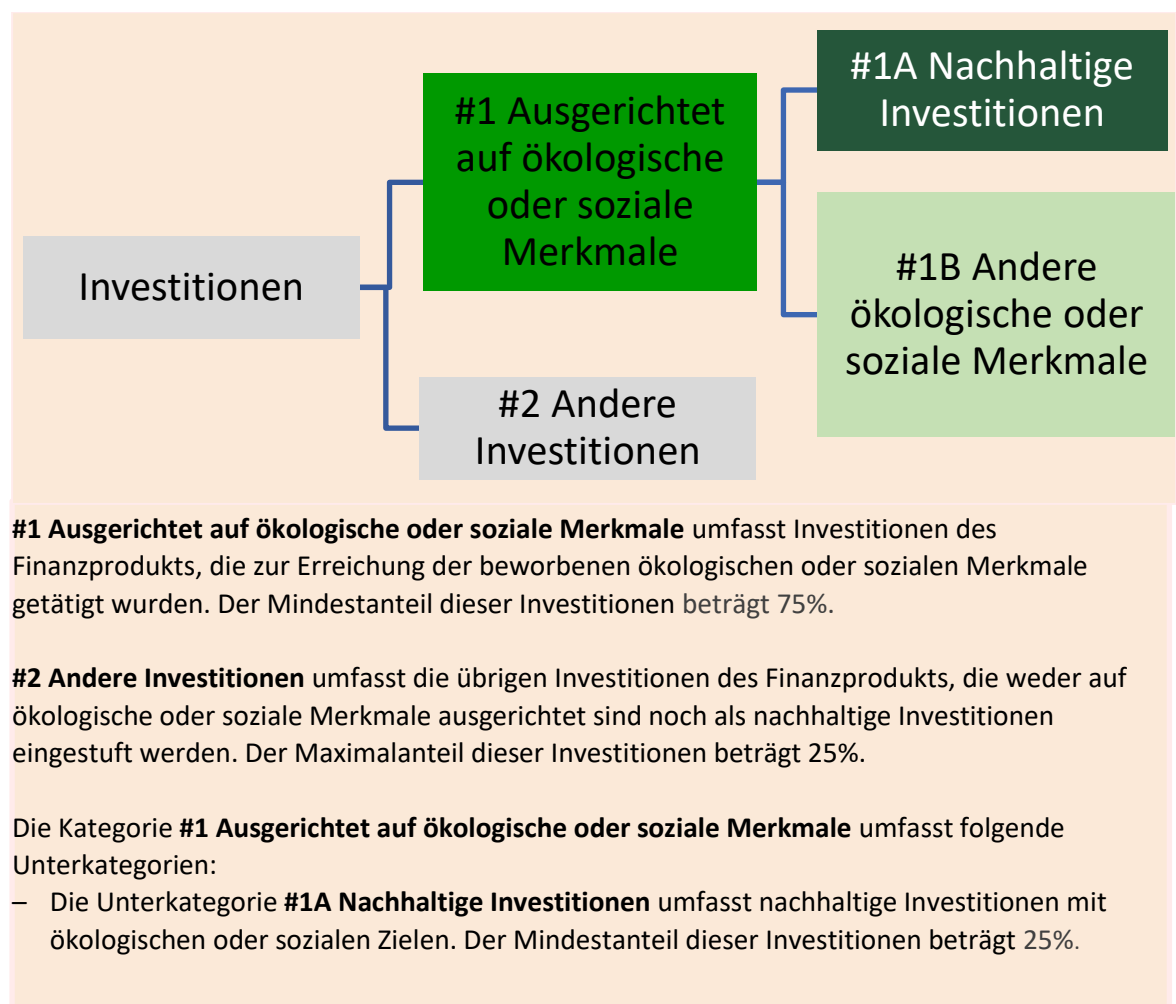 #1A Nachhaltige
Investitionen
#1 Ausgerichtet
auf ökologische
oder soziale
Merkmale
#1B Andere
ökologische oder
soziale Merkmale
Investitionen
#2 Andere
Investitionen
#1 Ausgerichtet auf ökologische oder soziale Merkmale umfasst Investitionen des
Finanzprodukts, die zur Erreichung der beworbenen ökologischen oder sozialen Merkmale
getätigt wurden. Der Mindestanteil dieser Investitionen beträgt 75%.
#2 Andere Investitionen umfasst die übrigen Investitionen des Finanzprodukts, die weder auf
ökologische oder soziale Merkmale ausgerichtet sind noch als nachhaltige Investitionen
eingestuft werden. Der Maximalanteil dieser Investitionen beträgt 25%.
Die Kategorie #1 Ausgerichtet auf ökologische oder soziale Merkmale umfasst folgende
Unterkategorien:
– Die Unterkategorie #1A Nachhaltige Investitionen umfasst nachhaltige Investitionen mit
ökologischen oder sozialen Zielen. Der Mindestanteil dieser Investitionen beträgt 25%.